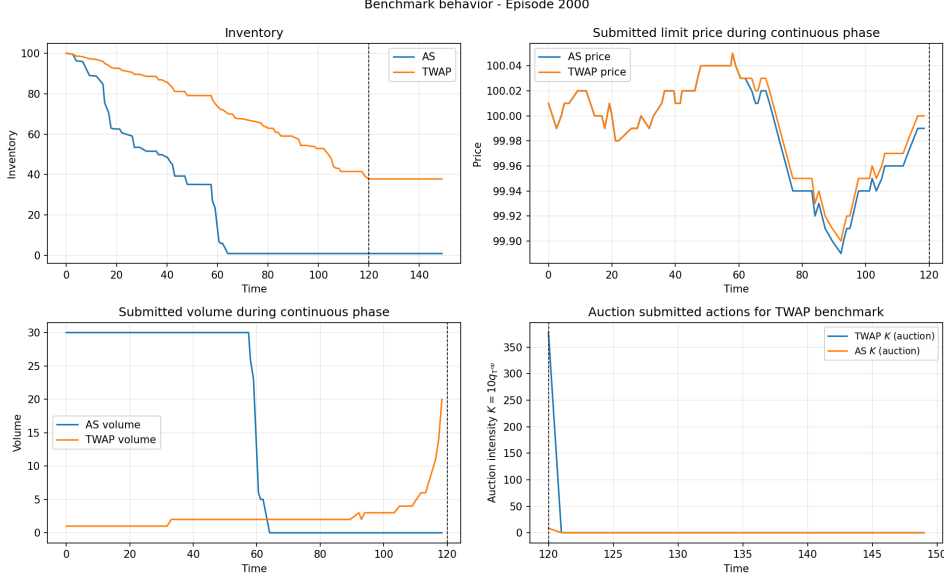 Benchmark behavior - Episode 2000
Inventory
Inventory
100
80
60
40
20
0
0 20 40 60 80 100 120 140
Time
AS
TWAP
Submitted limit price during continuous phase
Price
100.04
100.02
100.00
99.98
99.96
99.94
99.92
99.90
0 20 40 60 80 100 120
Time
AS price
TWAP price
Submitted volume during continuous phase
Volume
30
25
20
15
10
5
0
0 20 40 60 80 100 120
Time
AS volume
TWAP volume
Auction submitted actions for TWAP benchmark
Auction intensity K = 10q_{τ^{op}}
350
300
250
200
150
100
50
0
120 125 130 135 140 145 150
Time
TWAP K (auction)
AS K (auction)